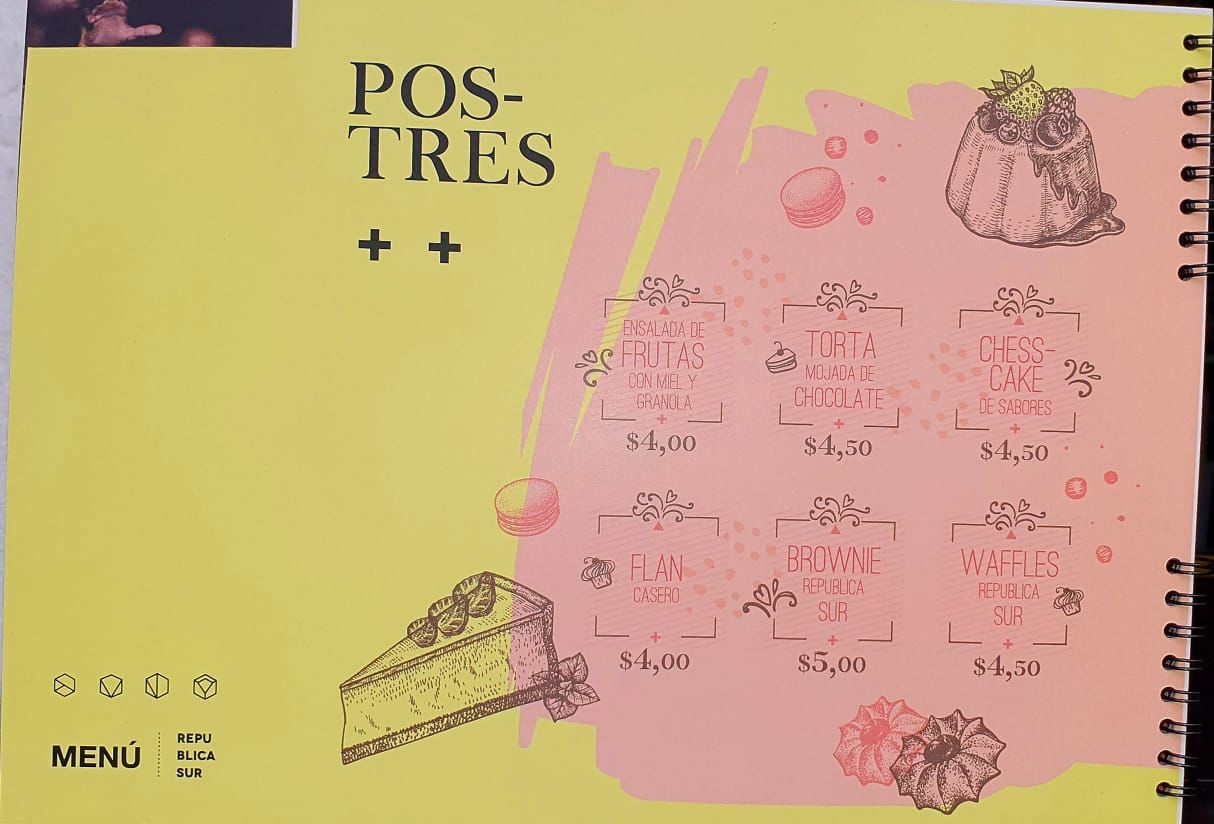 POS-
TRES
++
ENSALADA DE
FRUTAS
CON MIEL Y
GRANOLA
+
$4,00
TORTA
MOJADA DE
CHOCOLATE
+
$4,50
CHESS-
CAKE
DE SABORES
+
$4,50
FLAN
CASERO
+
$4,00
BROWNIE
REPUBLICA
SUR
+
$5,00
WAFFLES
REPUBLICA
SUR
+
$4,50
MENÚ
REPU
BLICA
SUR